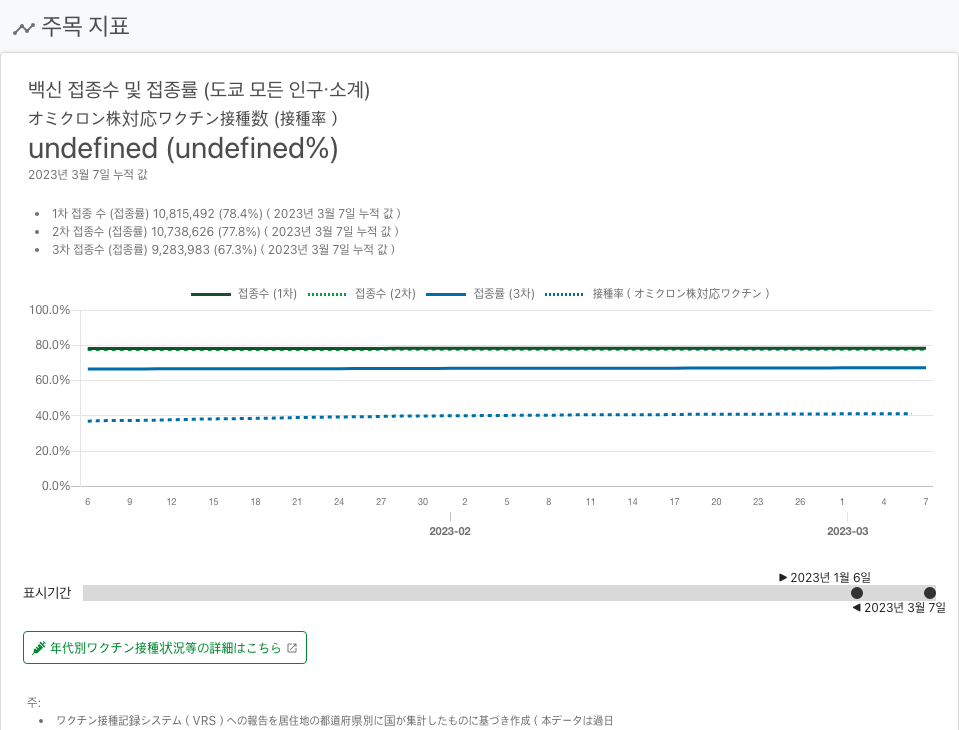 주목 지표
백신 접종수 및 접종률 (도쿄 모든 인구·소계)
オミクロン株対応ワクチン接種数 (接種率 )
undefined (undefined%)
2023년 3월 7일 누적 값
• 1차 접종 수 (접종률) 10,815,492 (78.4%) ( 2023년 3월 7일 누적 값 )
• 2차 접종수 (접종률) 10,738,626 (77.8%) ( 2023년 3월 7일 누적 값 )
• 3차 접종수 (접종률) 9,283,983 (67.3%) ( 2023년 3월 7일 누적 값 )
접종수 (1차) 접종수 (2차) 접종률 (3차) 接種率 ( オミクロン株対応ワクチン )
100.0%
80.0%
60.0%
40.0%
20.0%
0.0%
6 9 12 15 18 21 24 27 30 2 5 8 11 14 17 20 23 26 1 4 7
2023-02 2023-03
▶ 2023년 1월 6일
표시기간
◀ 2023년 3월 7일
年代別ワクチン接種状況等の詳細はこちら
주:
• ワクチン接種記録システム ( VRS ) への報告を居住地の都道府県別に国が集計したものに基づき作成 ( 本データは過日